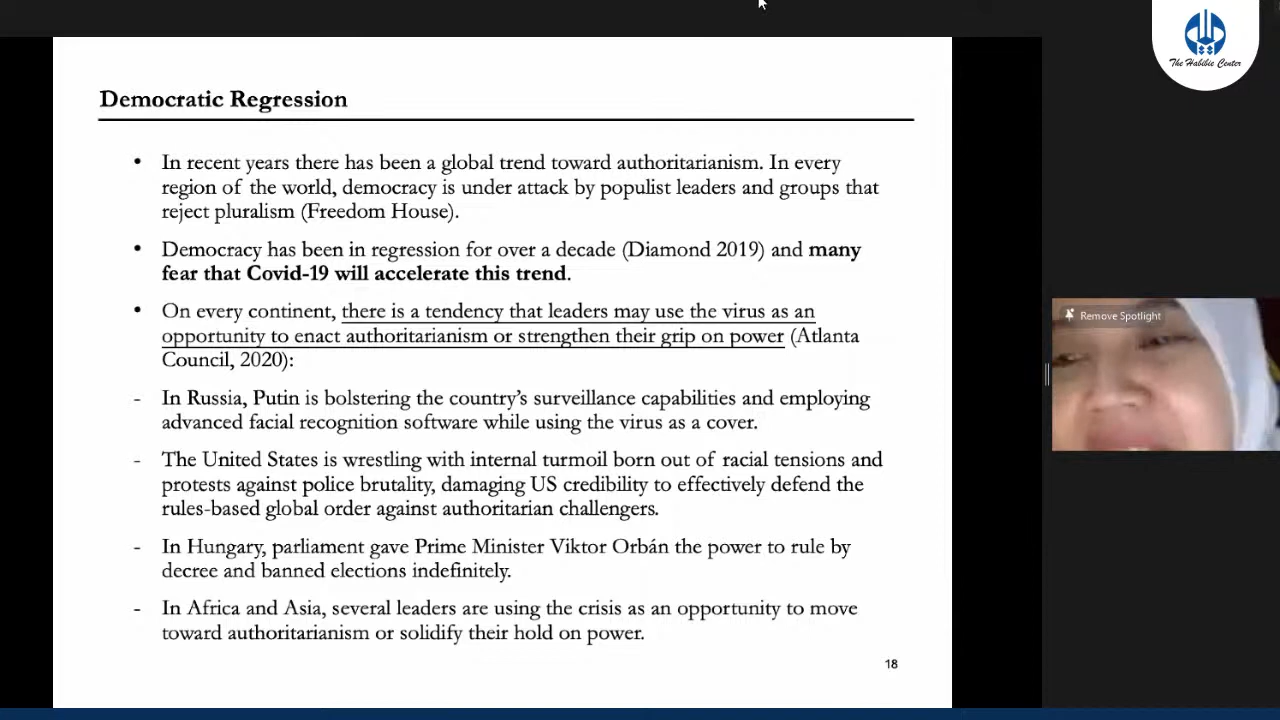 The Habibie Center
Democratic Regression
• In recent years there has been a global trend toward authoritarianism. In every
region of the world, democracy is under attack by populist leaders and groups that
reject pluralism (Freedom House).
• Democracy has been in regression for over a decade (Diamond 2019) and many
fear that Covid-19 will accelerate this trend.
• On every continent, there is a tendency that leaders may use the virus as an
opportunity to enact authoritarianism or strengthen their grip on power (Atlanta
Council, 2020):
- In Russia, Putin is bolstering the country's surveillance capabilities and employing
advanced facial recognition software while using the virus as a cover.
- The United States is wrestling with internal turmoil born out of racial tensions and
protests against police brutality, damaging US credibility to effectively defend the
rules-based global order against authoritarian challengers.
- In Hungary, parliament gave Prime Minister Viktor Orbán the power to rule by
decree and banned elections indefinitely.
- In Africa and Asia, several leaders are using the crisis as an opportunity to move
toward authoritarianism or solidify their hold on power.
18
Remove Spotlight